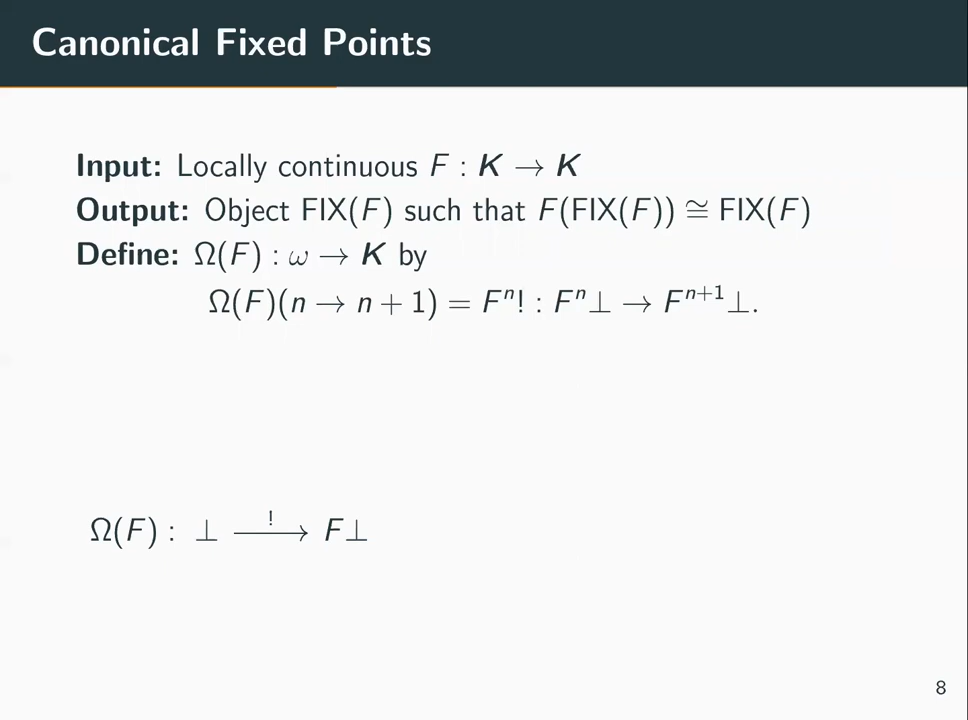 Canonical Fixed Points
Input: Locally continuous F : K → K
Output: Object FIX(F) such that F(FIX(F)) ≅ FIX(F)
Define: Ω(F) : ω → K by
Ω(F)(n → n + 1) = Fⁿ! : Fⁿ⊥ → Fⁿ⁺¹⊥.
Ω(F) : ⊥ —!→ F⊥
8